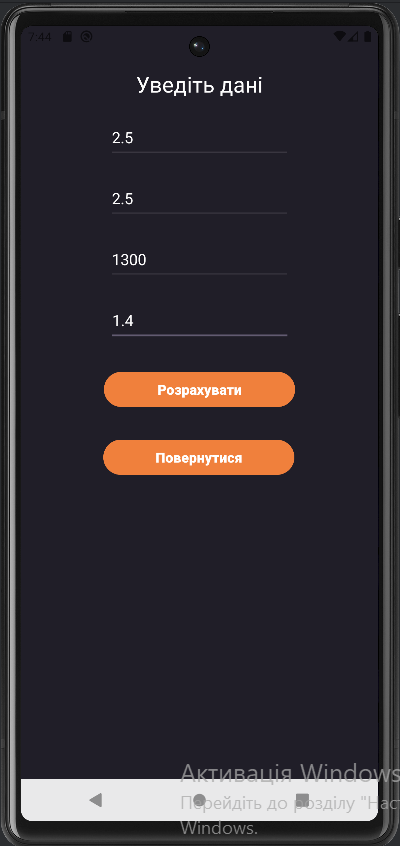 7:44
Уведіть дані
2.5
2.5
1300
1.4
Розрахувати
Повернутися
Активація Windows
Перейдіть до розділу "Нас
Windows.